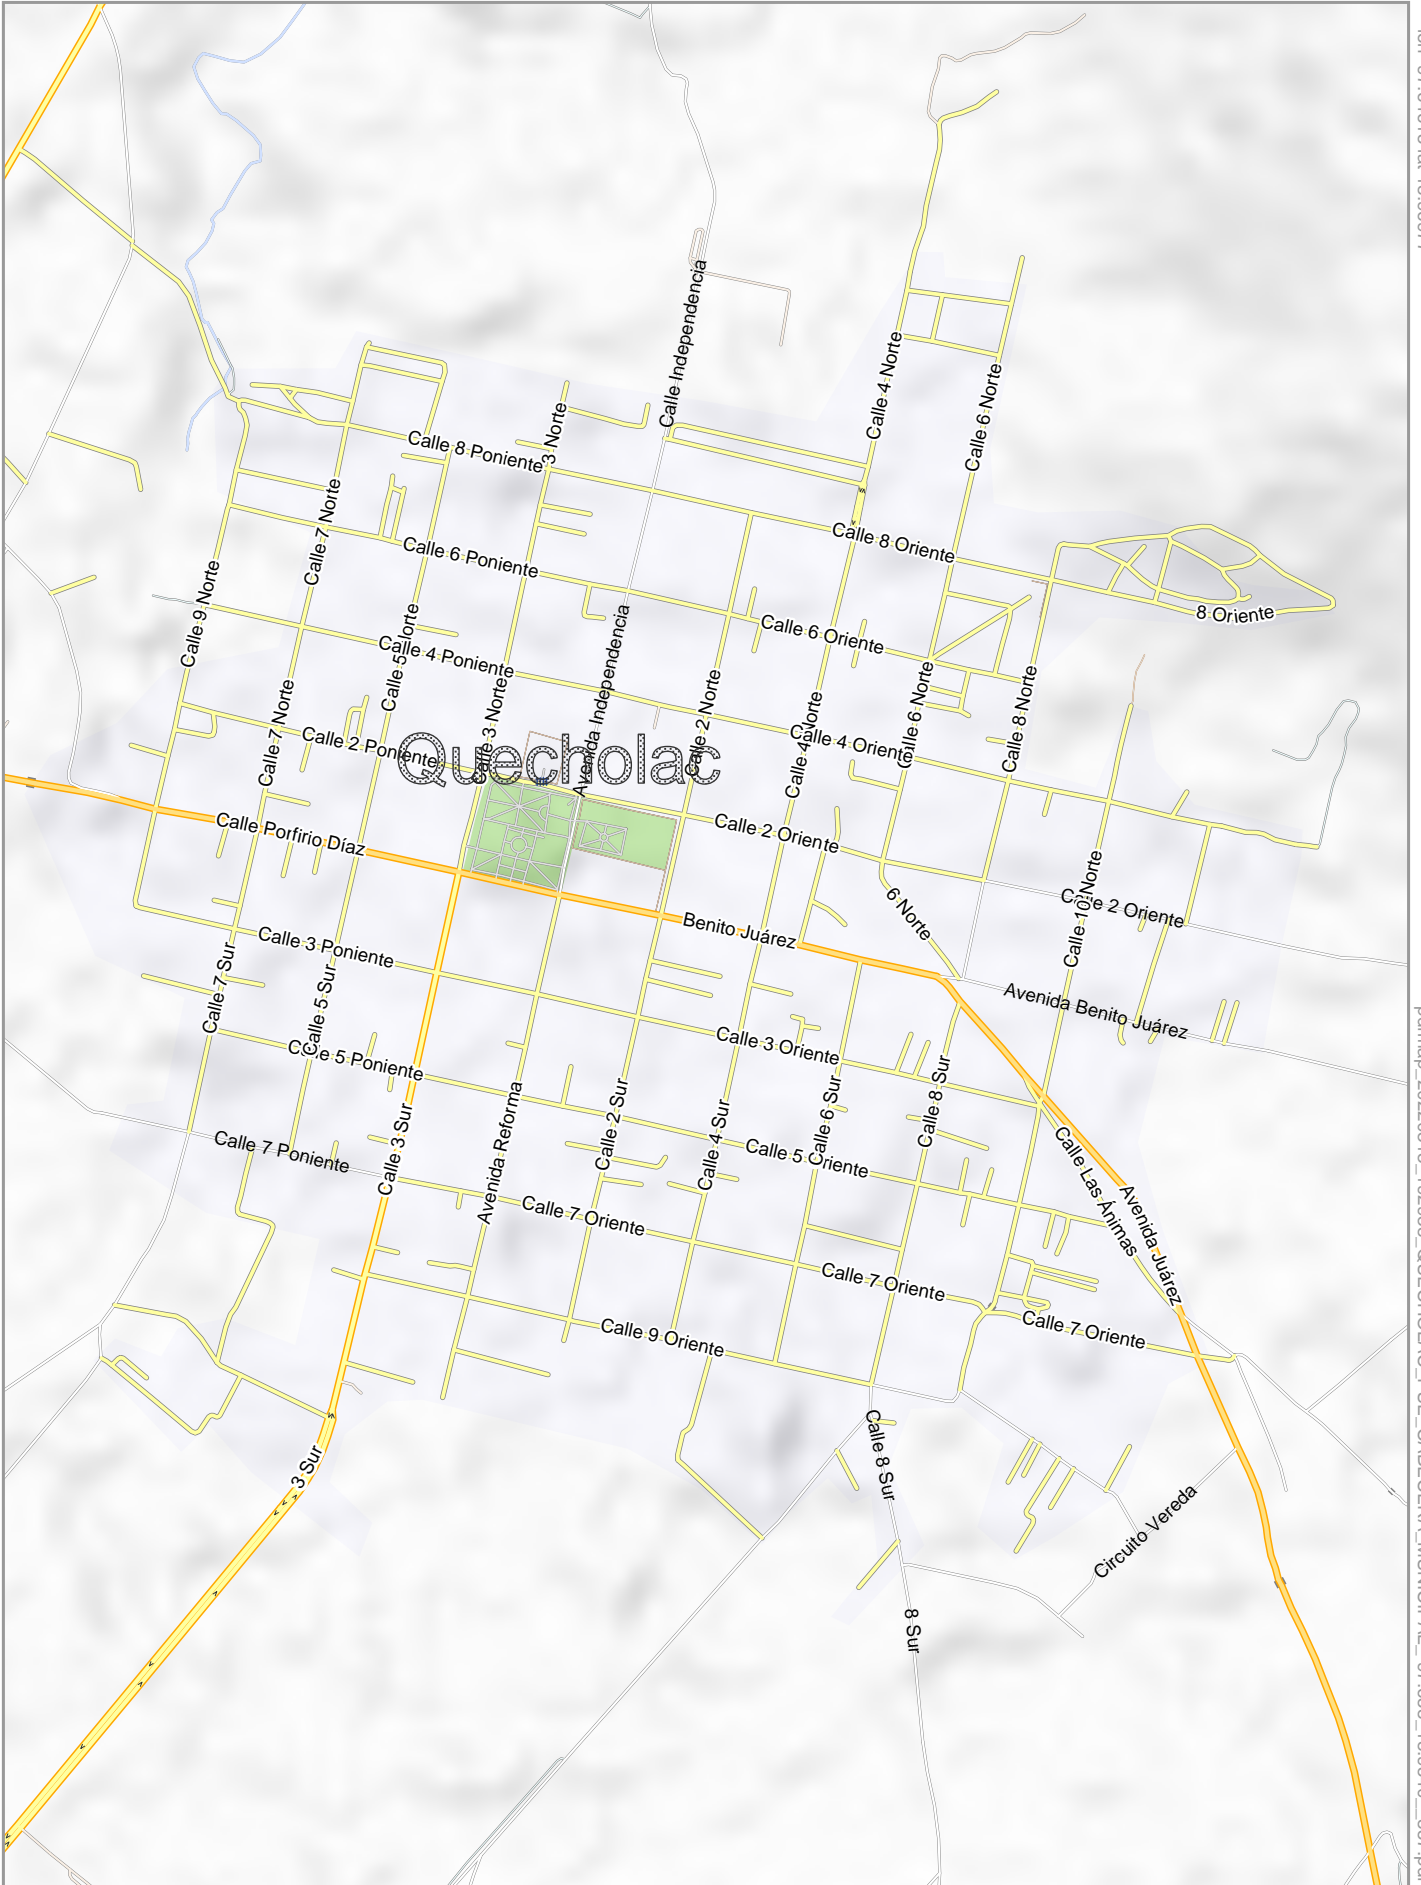 Calle Independencia
Calle 4 Norte
Calle 6 Norte
3 Norte
Calle 8 Poniente
Calle 7 Norte
Calle 8 Oriente
Calle 6 Poniente
Calle 9 Norte
8 Oriente
Calle 6 Oriente
Calle 5 Norte
Avenida Independencia
Calle 4 Poniente
Calle 2 Norte
Calle 6 Norte
Calle 8 Norte
Calle 7 Norte
Calle 3 Norte
Calle 4 Norte
Calle 4 Oriente
Calle 2 Poniente
Quecholac
Calle Porfirio Díaz
Calle 2 Oriente
Calle 10 Norte
Calle 2 Oriente
6 Norte
Benito Juárez
Calle 3 Poniente
Calle 7 Sur
Calle 5 Sur
Avenida Benito Juárez
Calle 3 Oriente
Calle 5 Poniente
Calle 8 Sur
Calle 6 Sur
Calle 2 Sur
Calle 4 Sur
Avenida Reforma
Calle 3 Sur
Calle 7 Poniente
Calle 5 Oriente
Calle Las Ánimas
Avenida Juárez
Calle 7 Oriente
Calle 7 Oriente
Calle 7 Oriente
Calle 9 Oriente
Calle 8 Sur
3 Sur
Circuito Vereda
8 Sur